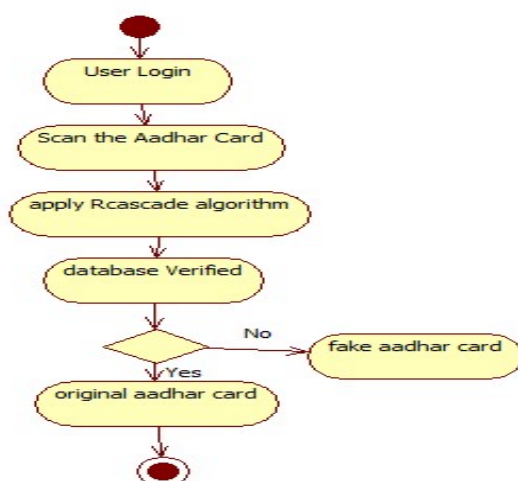 User Login
Scan the Aadhar Card
apply Rcascade algorithm
database Verified
No
fake aadhar card
Yes
original aadhar card